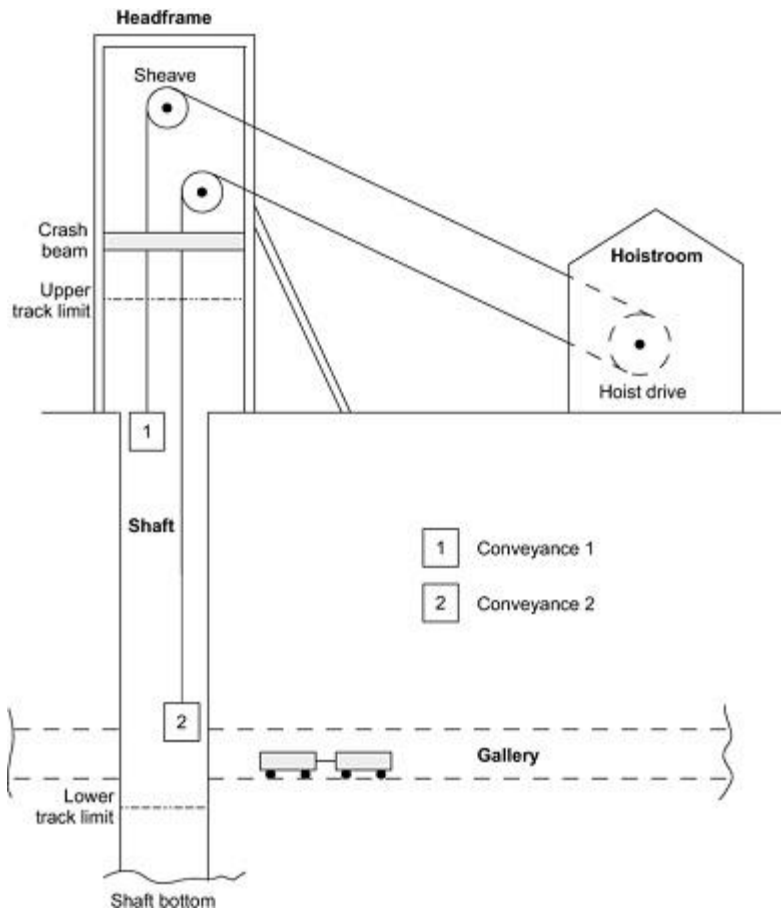 Headframe
Sheave
Crash
beam
Upper
track limit
Hoistroom
Hoist drive
1
Shaft
1 Conveyance 1
2 Conveyance 2
2
Gallery
Lower
track limit
Shaft bottom